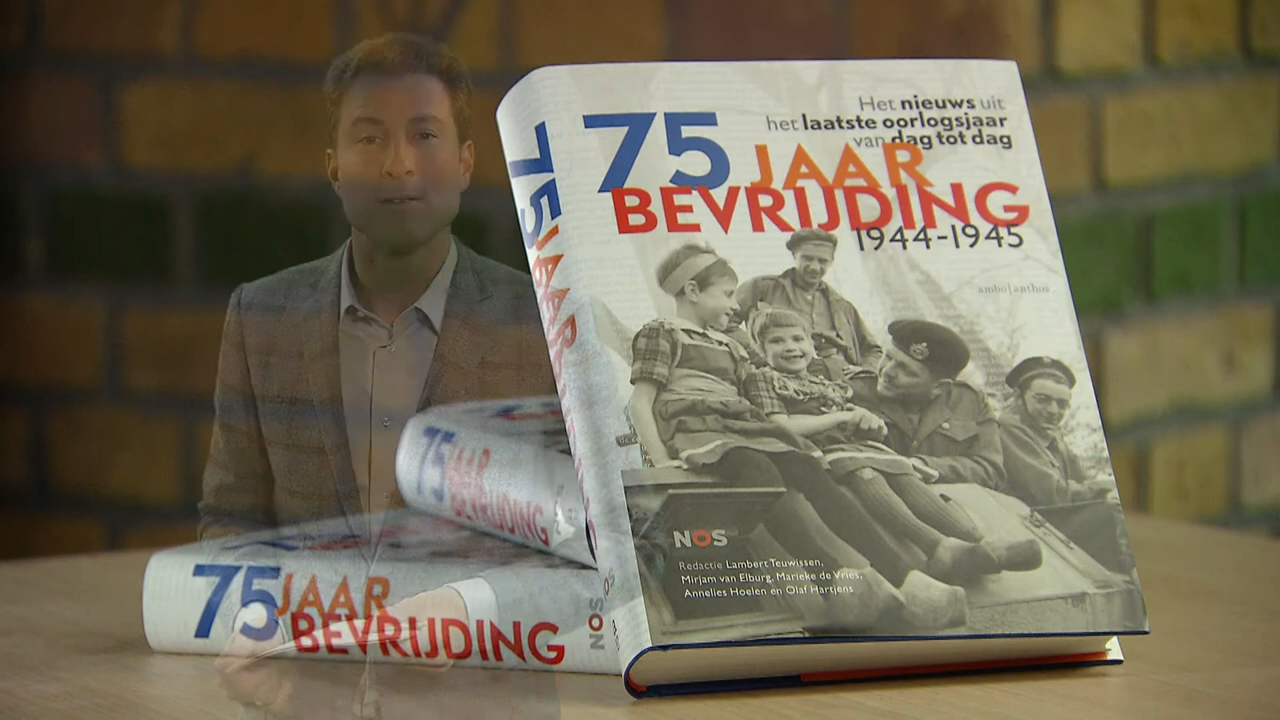 Het nieuws uit
het laatste oorlogsjaar
van dag tot dag
75 JAAR
BEVRIJDING
1944-1945
ambo|anthos
NOS
Redactie Lambert Teuwissen,
Mirjam van Elburg, Marieke de Vries,
Annelies Hoelen en Olaf Hartjens
75 JAAR
NOS
75 JAAR
BEVRIJDING
75 JAAR
BEVRIJDING